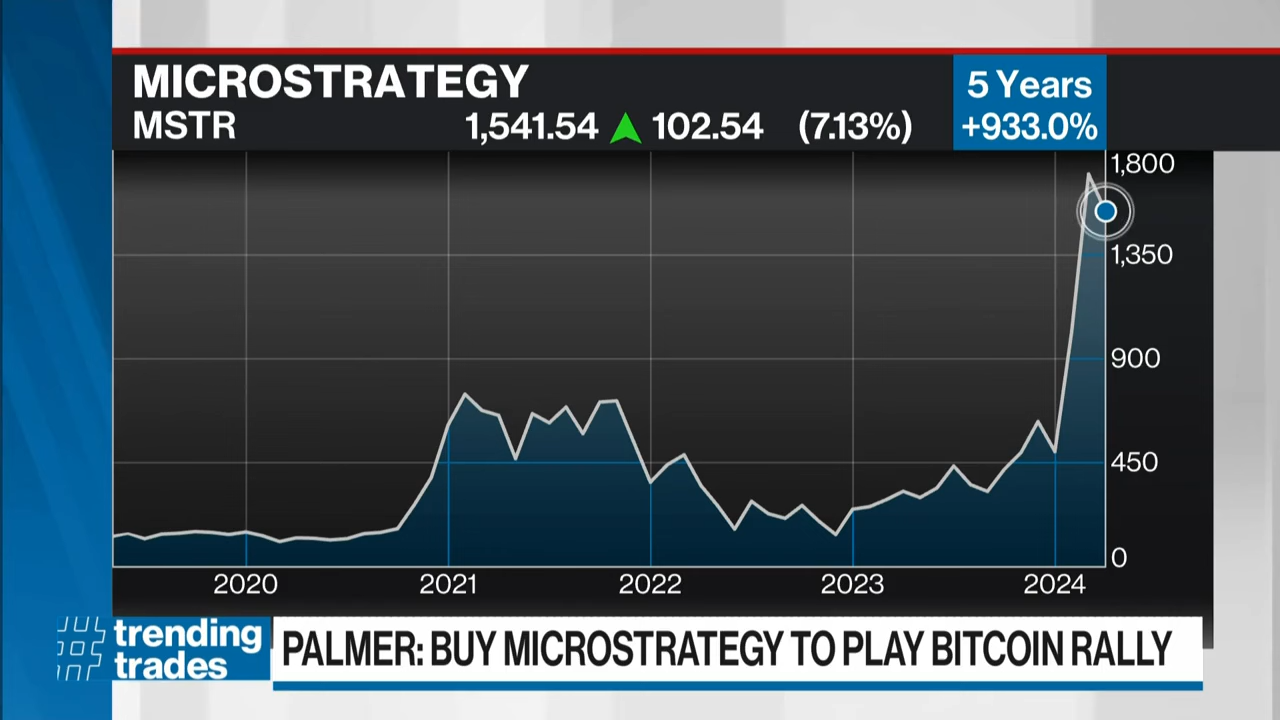 MICROSTRATEGY
MSTR 1,541.54 ▲ 102.54 (7.13%)
5 Years
+933.0%
1,800
1,350
900
450
0
2020 2021 2022 2023 2024
trending
trades
PALMER: BUY MICROSTRATEGY TO PLAY BITCOIN RALLY